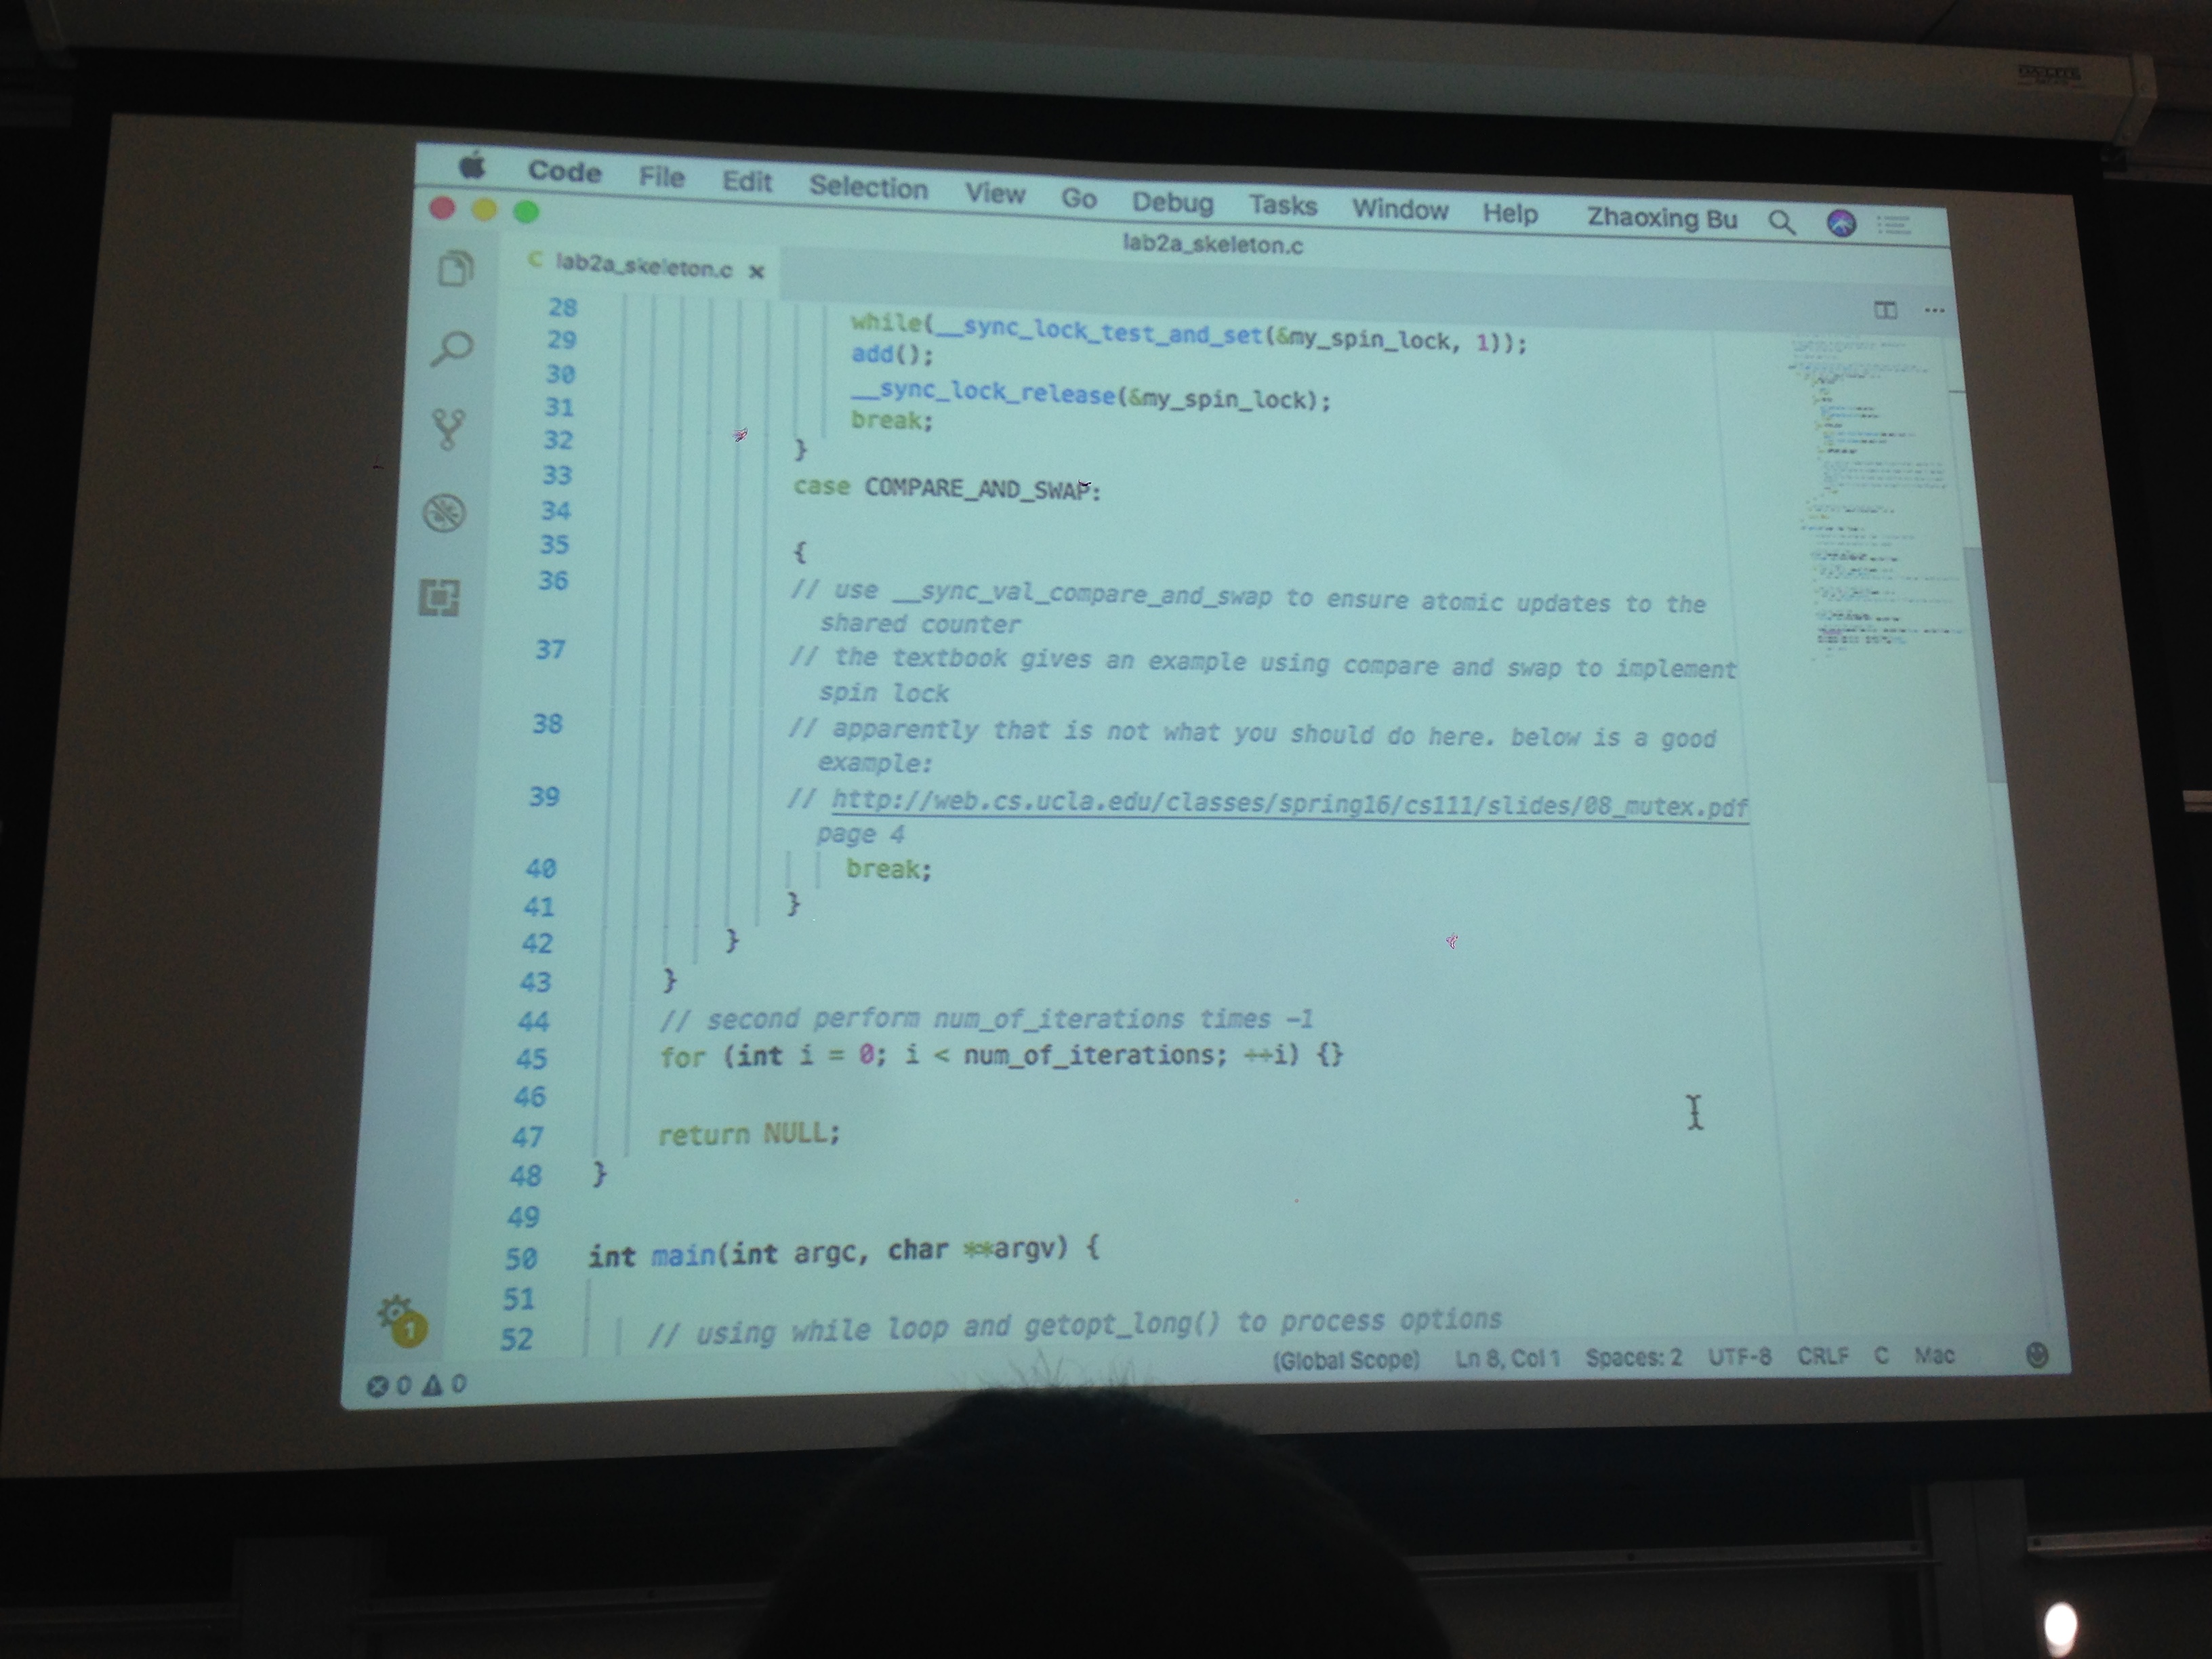 Code File Edit Selection View Go Debug Tasks Window Help Zhaoxing Bu
lab2a_skeleton.c
C lab2a_skeleton.c ×
28
29 while(__sync_lock_test_and_set(&my_spin_lock, 1));
30 add();
31 __sync_lock_release(&my_spin_lock);
32 break;
33 }
34 case COMPARE_AND_SWAP:
35 {
36 // use __sync_val_compare_and_swap to ensure atomic updates to the
shared counter
37 // the textbook gives an example using compare and swap to implement
spin lock
38 // apparently that is not what you should do here. below is a good
example:
39 // http://web.cs.ucla.edu/classes/spring16/cs111/slides/08_mutex.pdf
page 4
40 break;
41 }
42 }
43 }
44 // second perform num_of_iterations times -1
45 for (int i = 0; i < num_of_iterations; ++i) {}
46
47 return NULL;
48 }
49
50 int main(int argc, char **argv) {
51
52 // using while loop and getopt_long() to process options
1
0 0 (Global Scope) Ln 8, Col 1 Spaces: 2 UTF-8 CRLF C Mac